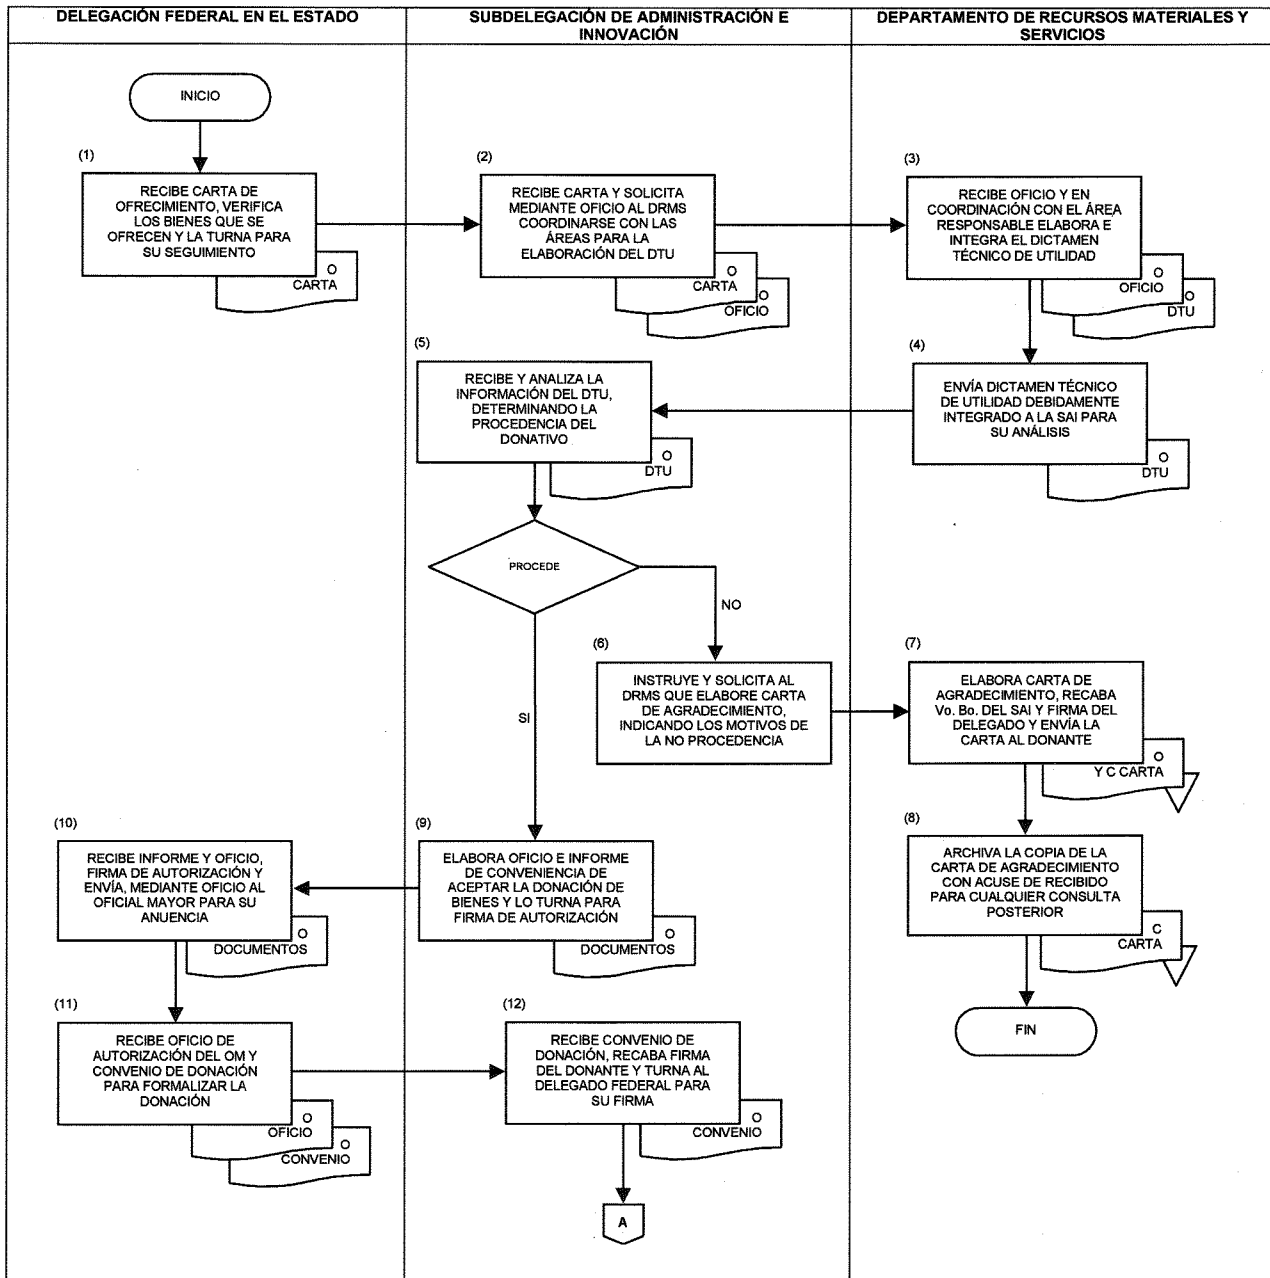 DELEGACIÓN FEDERAL EN EL ESTADO
SUBDELEGACIÓN DE ADMINISTRACIÓN E
INNOVACIÓN
DEPARTAMENTO DE RECURSOS MATERIALES Y
SERVICIOS
INICIO
(1)
RECIBE CARTA DE
OFRECIMIENTO, VERIFICA
LOS BIENES QUE SE
OFRECEN Y LA TURNA PARA
SU SEGUIMIENTO
O
CARTA
(2)
RECIBE CARTA Y SOLICITA
MEDIANTE OFICIO AL DRMS
COORDINARSE CON LAS
ÁREAS PARA LA
ELABORACIÓN DEL DTU
O
CARTA
O
OFICIO
(3)
RECIBE OFICIO Y EN
COORDINACIÓN CON EL ÁREA
RESPONSABLE ELABORA E
INTEGRA EL DICTAMEN
TÉCNICO DE UTILIDAD
O
OFICIO
O
DTU
(4)
ENVÍA DICTAMEN TÉCNICO
DE UTILIDAD DEBIDAMENTE
INTEGRADO A LA SAI PARA
SU ANÁLISIS
O
DTU
(5)
RECIBE Y ANALIZA LA
INFORMACIÓN DEL DTU,
DETERMINANDO LA
PROCEDENCIA DEL
DONATIVO
O
DTU
PROCEDE
NO
SI
(6)
INSTRUYE Y SOLICITA AL
DRMS QUE ELABORE CARTA
DE AGRADECIMIENTO,
INDICANDO LOS MOTIVOS DE
LA NO PROCEDENCIA
(7)
ELABORA CARTA DE
AGRADECIMIENTO, RECABA
Vo. Bo. DEL SAI Y FIRMA DEL
DELEGADO Y ENVÍA LA
CARTA AL DONANTE
O
Y C CARTA
(8)
ARCHIVA LA COPIA DE LA
CARTA DE AGRADECIMIENTO
CON ACUSE DE RECIBIDO
PARA CUALQUIER CONSULTA
POSTERIOR
C
CARTA
FIN
(9)
ELABORA OFICIO E INFORME
DE CONVENIENCIA DE
ACEPTAR LA DONACIÓN DE
BIENES Y LO TURNA PARA
FIRMA DE AUTORIZACIÓN
O
DOCUMENTOS
(10)
RECIBE INFORME Y OFICIO,
FIRMA DE AUTORIZACIÓN Y
ENVÍA, MEDIANTE OFICIO AL
OFICIAL MAYOR PARA SU
ANUENCIA
O
DOCUMENTOS
(11)
RECIBE OFICIO DE
AUTORIZACIÓN DEL OM Y
CONVENIO DE DONACIÓN
PARA FORMALIZAR LA
DONACIÓN
O
OFICIO
O
CONVENIO
(12)
RECIBE CONVENIO DE
DONACIÓN, RECABA FIRMA
DEL DONANTE Y TURNA AL
DELEGADO FEDERAL PARA
SU FIRMA
O
CONVENIO
A